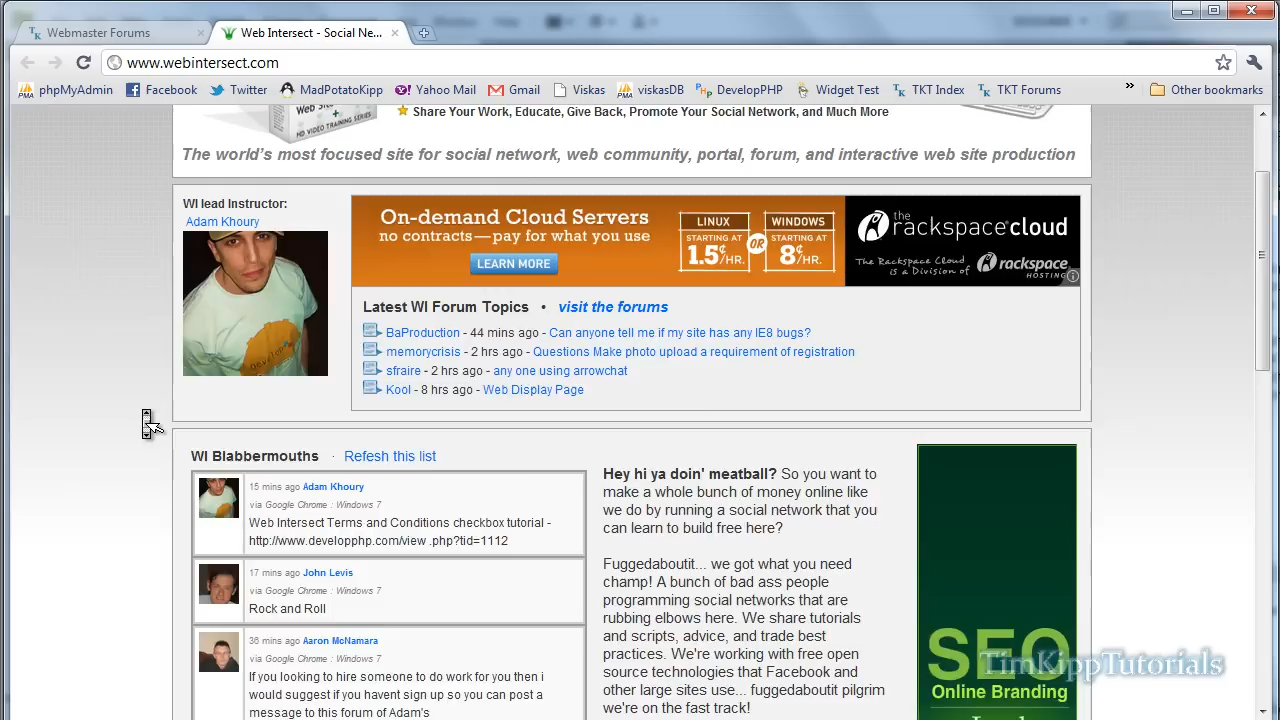 Webmaster Forums
Web Intersect - Social Ne...
www.webintersect.com
phpMyAdmin
Facebook
Twitter
MadPotatoKipp
Yahoo Mail
Gmail
Viskas
viskasDB
DevelopPHP
Widget Test
TKT Index
TKT Forums
»
Other bookmarks
HD VIDEO TRAINING SERIES
Share Your Work, Educate, Give Back, Promote Your Social Network, and Much More
The world's most focused site for social network, web community, portal, forum, and interactive web site production
WI lead Instructor:
Adam Khoury
On-demand Cloud Servers
no contracts—pay for what you use
LEARN MORE
LINUX
STARTING AT
1.5¢/HR.
OR
WINDOWS
STARTING AT
8¢/HR.
the
rackspacecloud
The Rackspace Cloud
is a Division of
rackspace
HOSTING
Latest WI Forum Topics • visit the forums
BaProduction - 44 mins ago - Can anyone tell me if my site has any IE8 bugs?
memorycrisis - 2 hrs ago - Questions Make photo upload a requirement of registration
sfraire - 2 hrs ago - any one using arrowchat
Kool - 8 hrs ago - Web Display Page
WI Blabbermouths · Refesh this list
15 mins ago Adam Khoury
via Google Chrome : Windows 7
Web Intersect Terms and Conditions checkbox tutorial -
http://www.developphp.com/view .php?tid=1112
17 mins ago John Levis
via Google Chrome : Windows 7
Rock and Roll
36 mins ago Aaron McNamara
via Google Chrome : Windows 7
If you looking to hire someone to do work for you then i
would suggest if you havent sign up so you can post a
message to this forum of Adam's
Hey hi ya doin' meatball? So you want to
make a whole bunch of money online like
we do by running a social network that you
can learn to build free here?
Fuggedaboutit... we got what you need
champ! A bunch of bad ass people
programming social networks that are
rubbing elbows here. We share tutorials
and scripts, advice, and trade best
practices. We're working with free open
source technologies that Facebook and
other large sites use... fuggedaboutit pilgrim
we're on the fast track!
SEO
Online Branding
TimKippTutorials